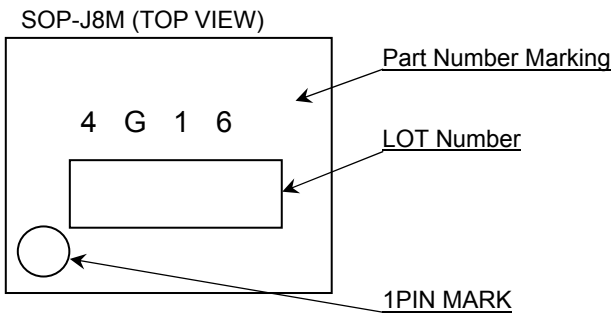 SOP-J8M (TOP VIEW)
Part Number Marking
4 G 1 6
LOT Number
1PIN MARK